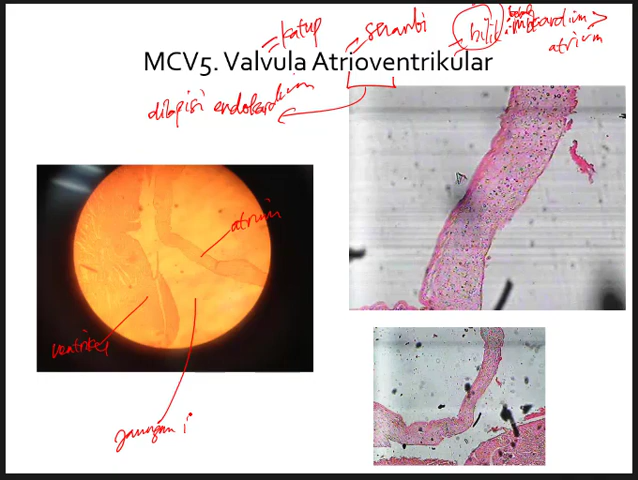 = katup
= serambi
bilik
miokardium >
atrium
MCV5. Valvula Atrioventrikular
dilapisi endokardium
atrium
ventrikel
jaringan i